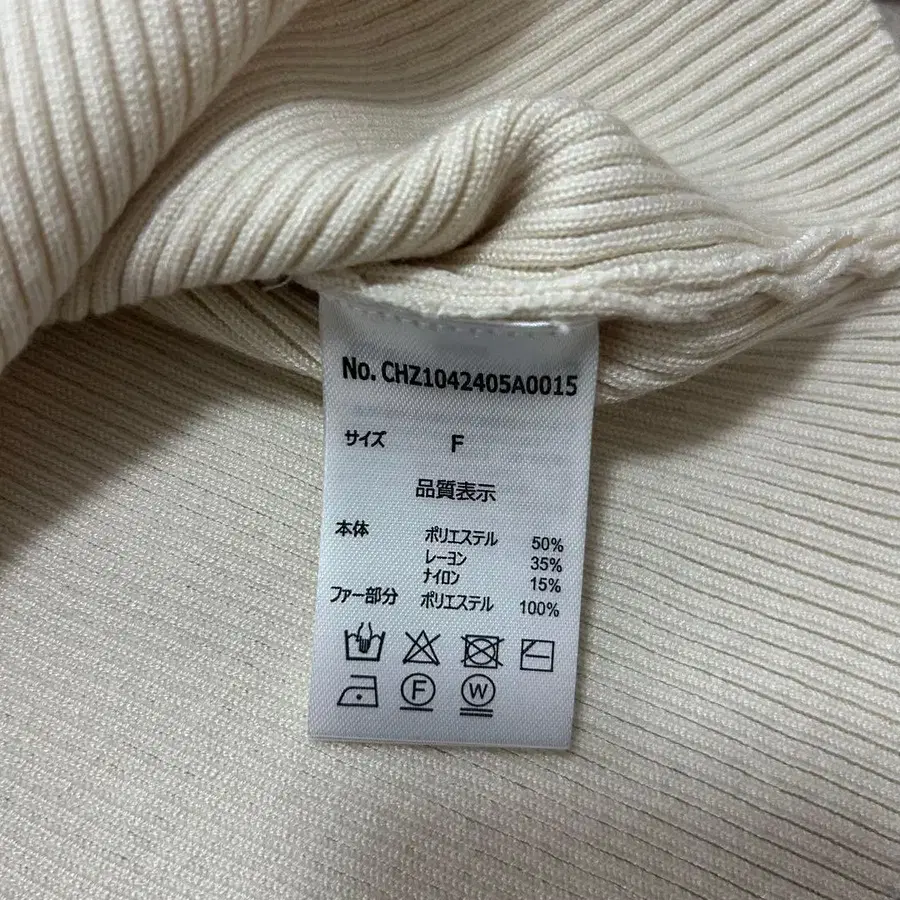 No. CHZ1042405A0015
サイズ F
品質表示
本体 ポリエステル 50%
レーヨン 35%
ナイロン 15%
ファー部分 ポリエステル 100%
F W